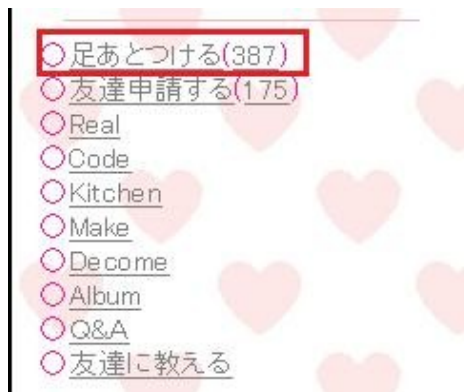 ○足あとつける(387)
○友達申請する(175)
○Real
○Code
○Kitchen
○Make
○Decome
○Album
○Q&A
○友達に教える